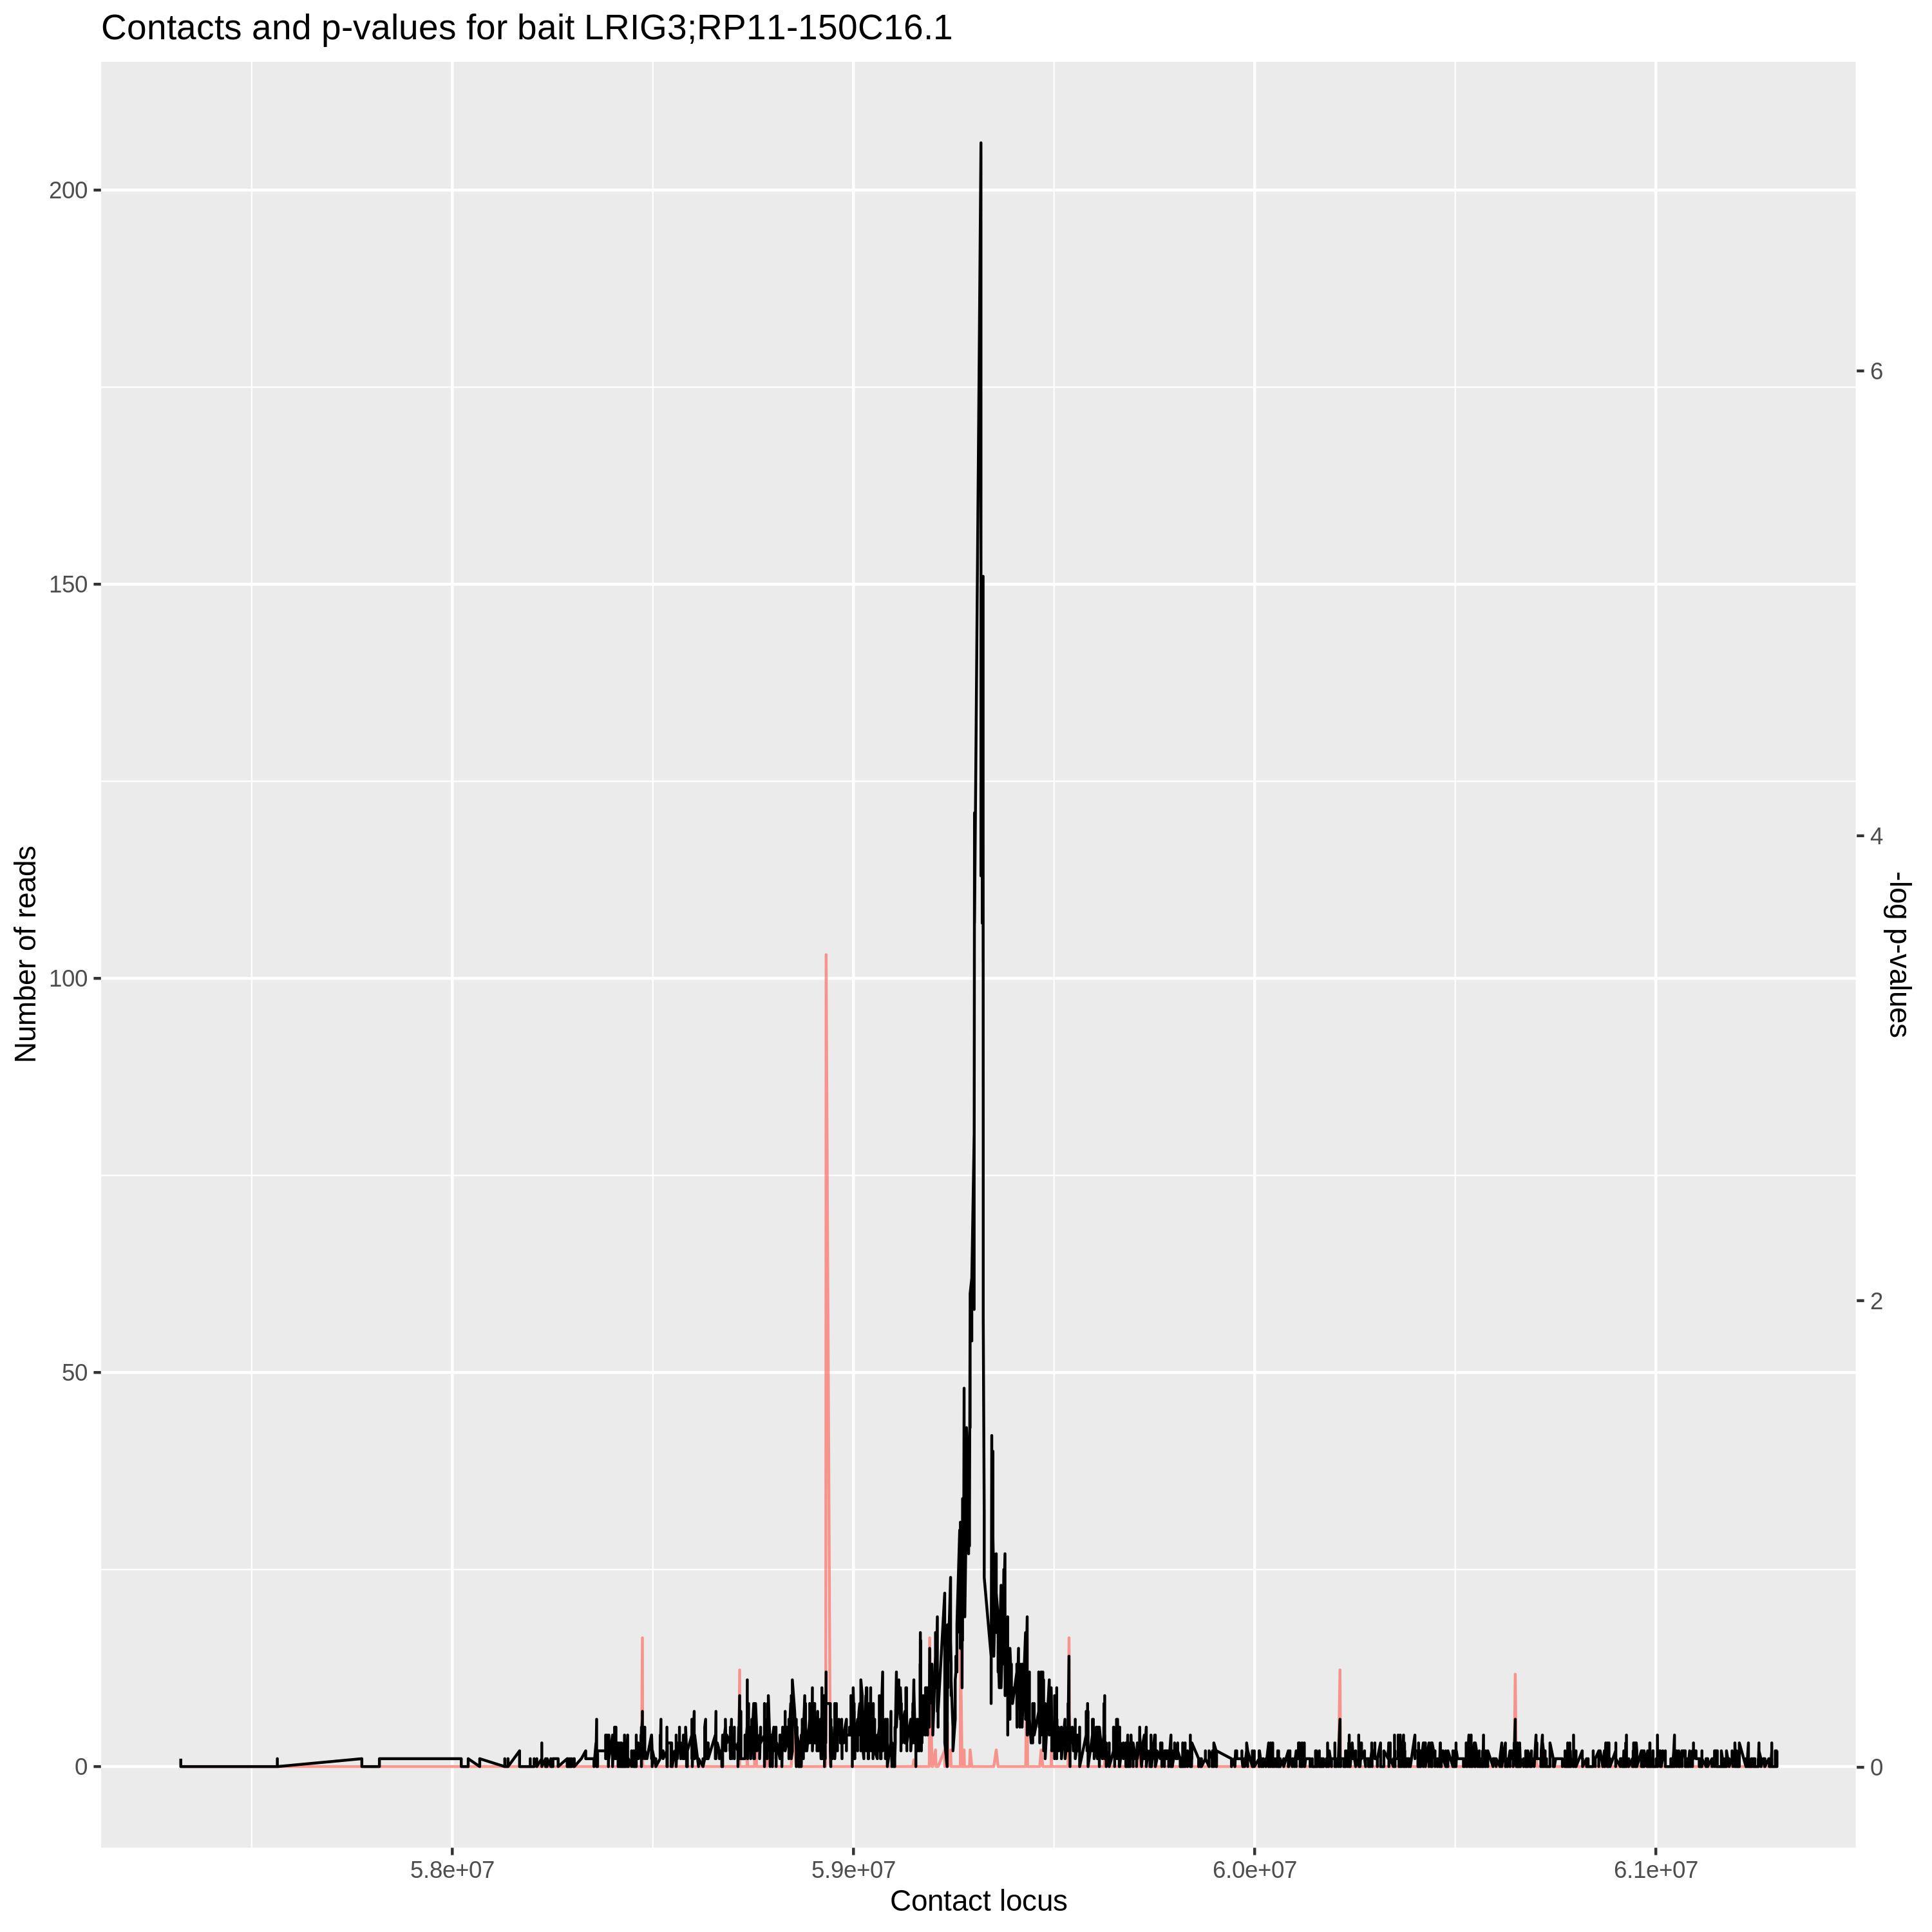 Contacts and p-values for bait LRIG3;RP11-150C16.1
200
150
100
50
0
Number of reads
6
4
2
0
-log p-values
5.8e+07
5.9e+07
6.0e+07
6.1e+07
Contact locus